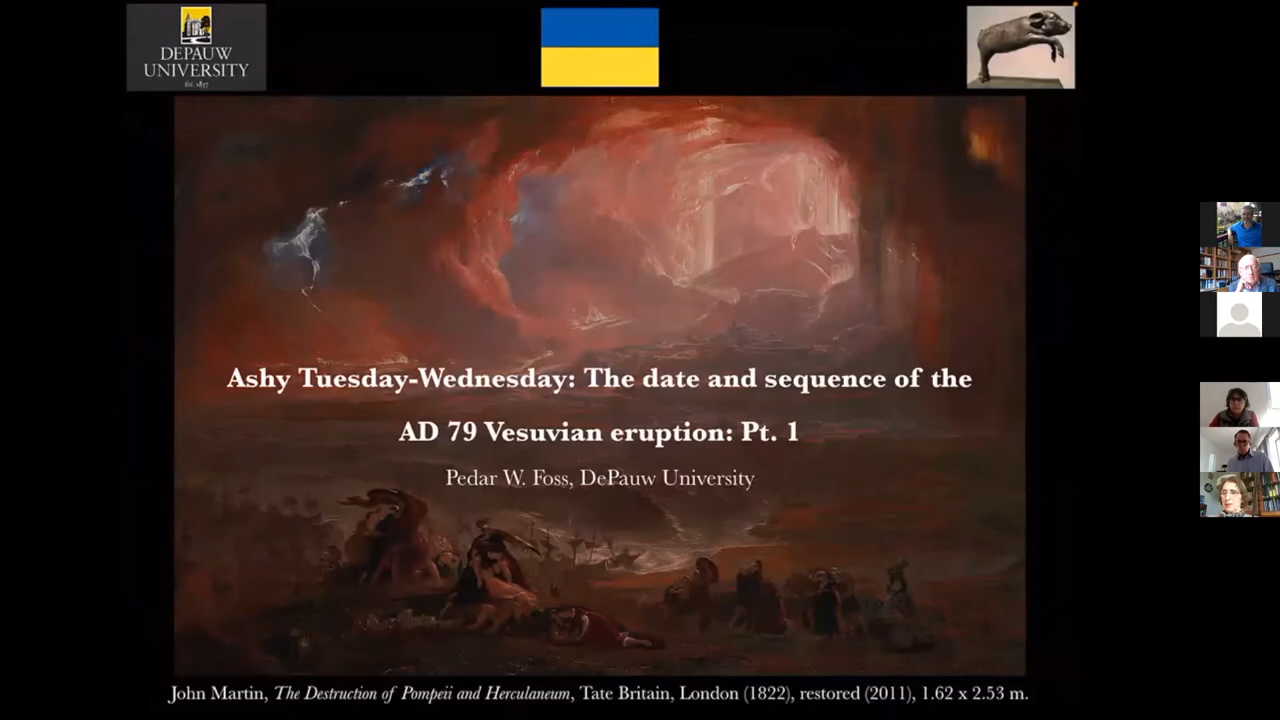 DEPAUW
UNIVERSITY
Est. 1837
Ashy Tuesday-Wednesday: The date and sequence of the
AD 79 Vesuvian eruption: Pt. 1
Pedar W. Foss, DePauw University
John Martin, The Destruction of Pompeii and Herculaneum, Tate Britain, London (1822), restored (2011), 1.62 x 2.53 m.